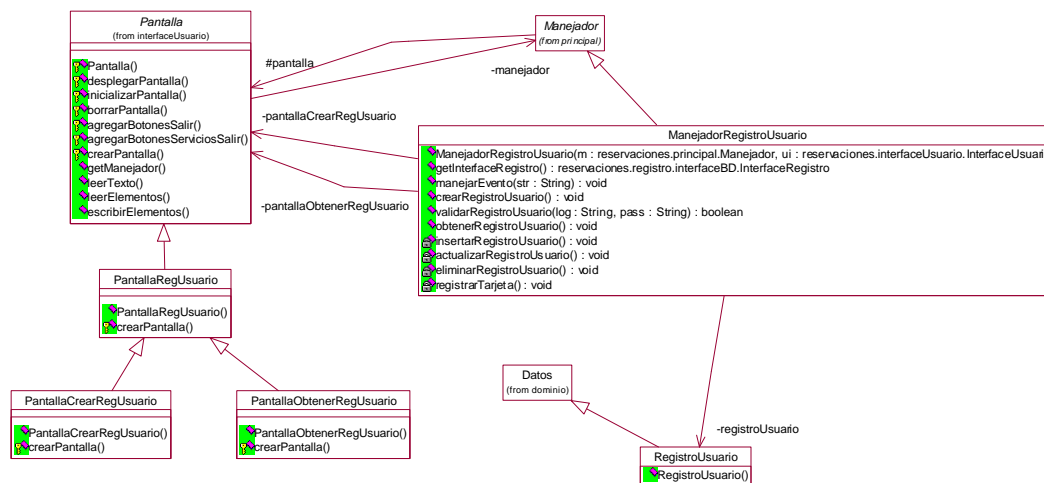 Pantalla
(from interfaceUsuario)
Pantalla()
desplegarPantalla()
inicializarPantalla()
borrarPantalla()
agregarBotonesSalir()
agregarBotonesServiciosSalir()
crearPantalla()
getManejador()
leerTexto()
leerElementos()
escribirElementos()
Manejador
(from principal)
#pantalla
-manejador
-pantallaCrearRegUsuario
-pantallaObtenerRegUsuario
ManejadorRegistroUsuario
ManejadorRegistroUsuario(m : reservaciones.principal.Manejador, ui : reservaciones.interfaceUsuario.InterfaceUsuari
getInterfaceRegistro() : reservaciones.registro.interfaceBD.InterfaceRegistro
manejarEvento(str : String) : void
crearRegistroUsuario() : void
validarRegistroUsuario(log : String, pass : String) : boolean
obtenerRegistroUsuario() : void
insertarRegistroUsuario() : void
actualizarRegistroUsuario() : void
eliminarRegistroUsuario() : void
registrarTarjeta() : void
PantallaRegUsuario
PantallaRegUsuario()
crearPantalla()
PantallaCrearRegUsuario
PantallaCrearRegUsuario()
crearPantalla()
PantallaObtenerRegUsuario
PantallaObtenerRegUsuario()
crearPantalla()
Datos
(from dominio)
-registroUsuario
RegistroUsuario
RegistroUsuario()